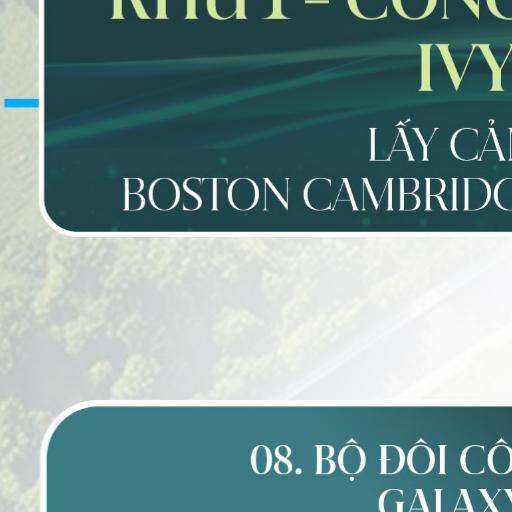 IVY
LẤY CẢ
BOSTON CAMBRIDG
08. BỘ ĐÔI CÔ
GALAXY